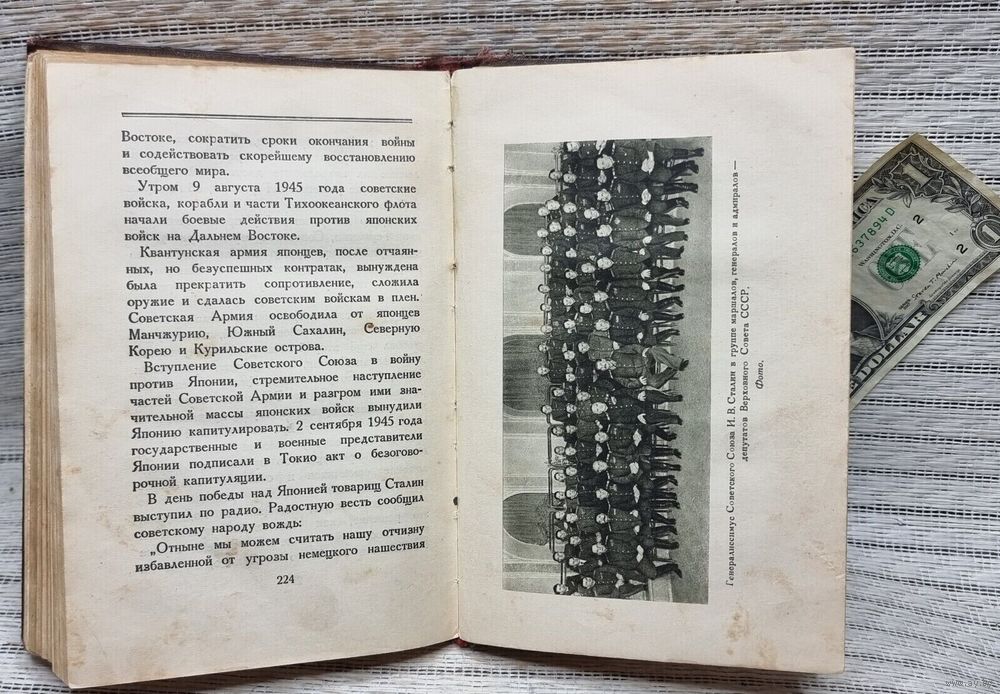 Востоке, сократить сроки окончания войны
и содействовать скорейшему восстановлению
всеобщего мира.
Утром 9 августа 1945 года советские
войска, корабли и части Тихоокеанского флота
начали боевые действия против японских
войск на Дальнем Востоке.
Квантунская армия японцев, после отчаян-
ных, но безуспешных контратак, вынуждена
была прекратить сопротивление, сложила
оружие и сдалась советским войскам в плен.
Советская Армия освободила от японцев
Манчжурию, Южный Сахалин, Северную
Корею и Курильские острова.
Вступление Советского Союза в войну
против Японии, стремительное наступление
частей Советской Армии и разгром ими зна-
чительной массы японских войск вынудили
Японию капитулировать. 2 сентября 1945 года
государственные и военные представители
Японии подписали в Токио акт о безогово-
рочной капитуляции.
В день победы над Японией товарищ Сталин
выступил по радио. Радостную весть сообщил
советскому народу вождь:
„Отныне мы можем считать нашу отчизну
избавленной от угрозы немецкого нашествия
224
Генералиссимус Советского Союза И. В. Сталин в группе маршалов, генералов и адмиралов —
депутатов Верховного Совета СССР.
Фото.
1
WASHINGTON, D.C.
2
2
1
DOLLAR